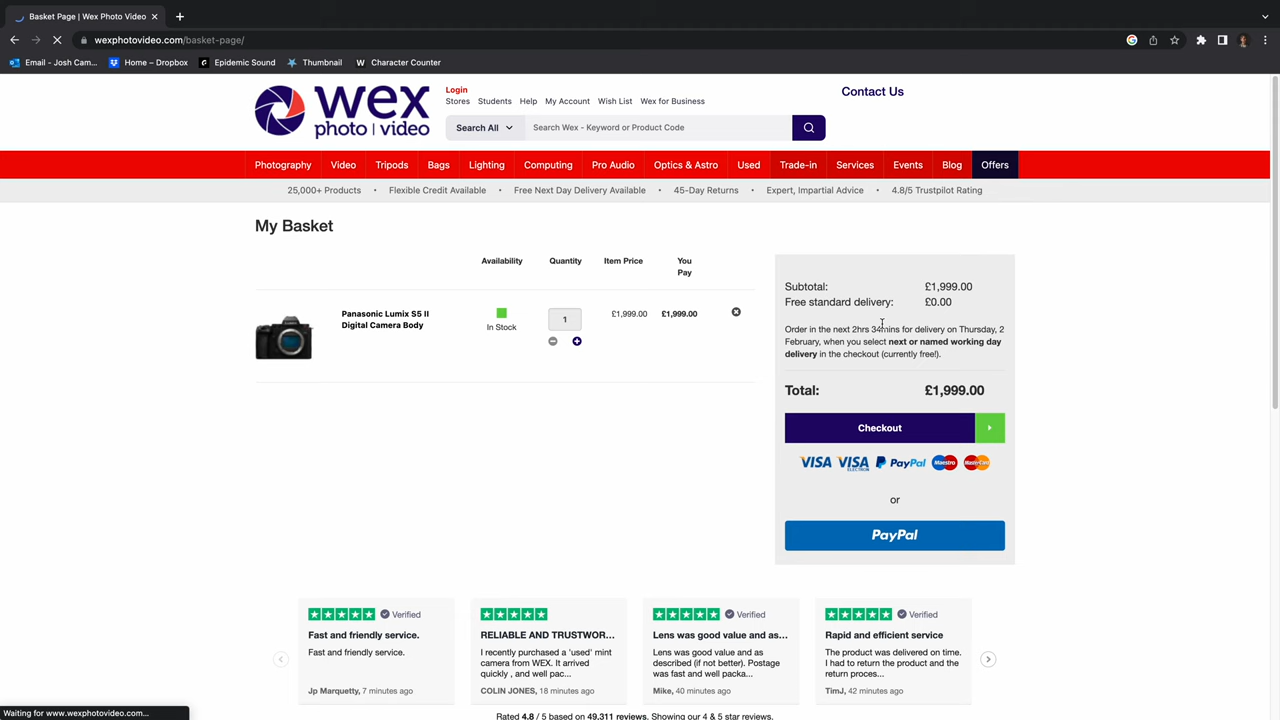 Basket Page | Wex Photo Video
wexphotovideo.com/basket-page/
Email - Josh Cam... Home – Dropbox Epidemic Sound Thumbnail W Character Counter
wex
photo | video
Login
Stores Students Help My Account Wish List Wex for Business
Contact Us
Search All Search Wex - Keyword or Product Code
Photography Video Tripods Bags Lighting Computing Pro Audio Optics & Astro Used Trade-in Services Events Blog Offers
25,000+ Products • Flexible Credit Available • Free Next Day Delivery Available • 45-Day Returns • Expert, Impartial Advice • 4.8/5 Trustpilot Rating
My Basket
Availability Quantity Item Price You
Pay
Panasonic Lumix S5 II
Digital Camera Body
In Stock
1
£1,999.00 £1,999.00
Subtotal: £1,999.00
Free standard delivery: £0.00
Order in the next 2hrs 34mins for delivery on Thursday, 2
February, when you select next or named working day
delivery in the checkout (currently free!).
Total: £1,999.00
Checkout
VISA VISA ELECTRON PayPal Maestro MasterCard
or
PayPal
Verified
Fast and friendly service.
Fast and friendly service.
Jp Marquetty, 7 minutes ago
RELIABLE AND TRUSTWOR...
I recently purchased a 'used' mint
camera from WEX. It arrived
quickly , and well pac...
COLIN JONES, 18 minutes ago
Verified
Lens was good value and as...
Lens was good value and as
described (if not better). Postage
was fast and well packa...
Mike, 40 minutes ago
Verified
Rapid and efficient service
The product was delivered on time.
I had to return the product and the
return proces...
TimJ, 42 minutes ago
Rated 4.8 / 5 based on 49,311 reviews. Showing our 4 & 5 star reviews.
Waiting for www.wexphotovideo.com...